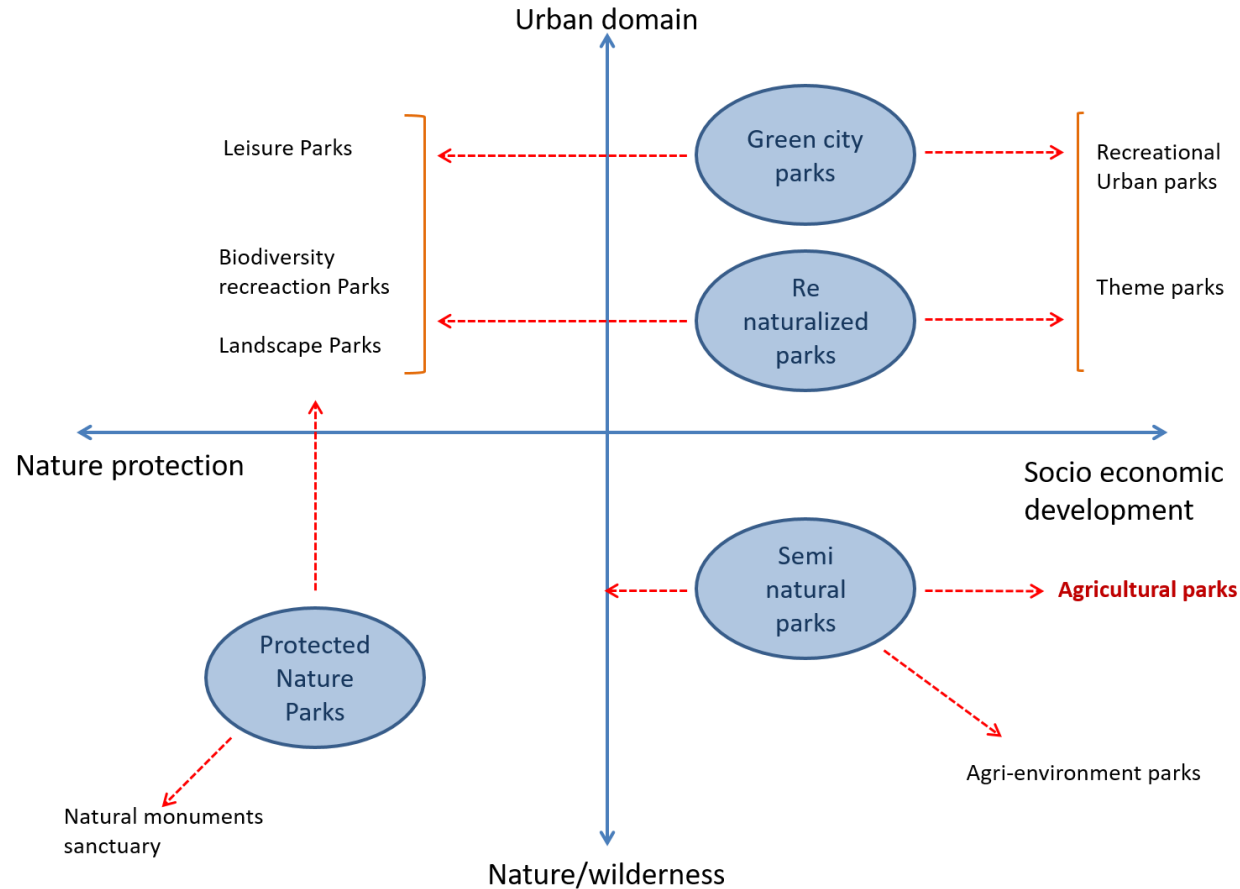 Urban domain
Leisure Parks
Biodiversity
recreaction Parks
Landscape Parks
Green city
parks
Re
naturalized
parks
Recreational
Urban parks
Theme parks
Nature protection
Socio economic
development
Protected
Nature
Parks
Semi
natural
parks
Agricultural parks
Agri-environment parks
Natural monuments
sanctuary
Nature/wilderness